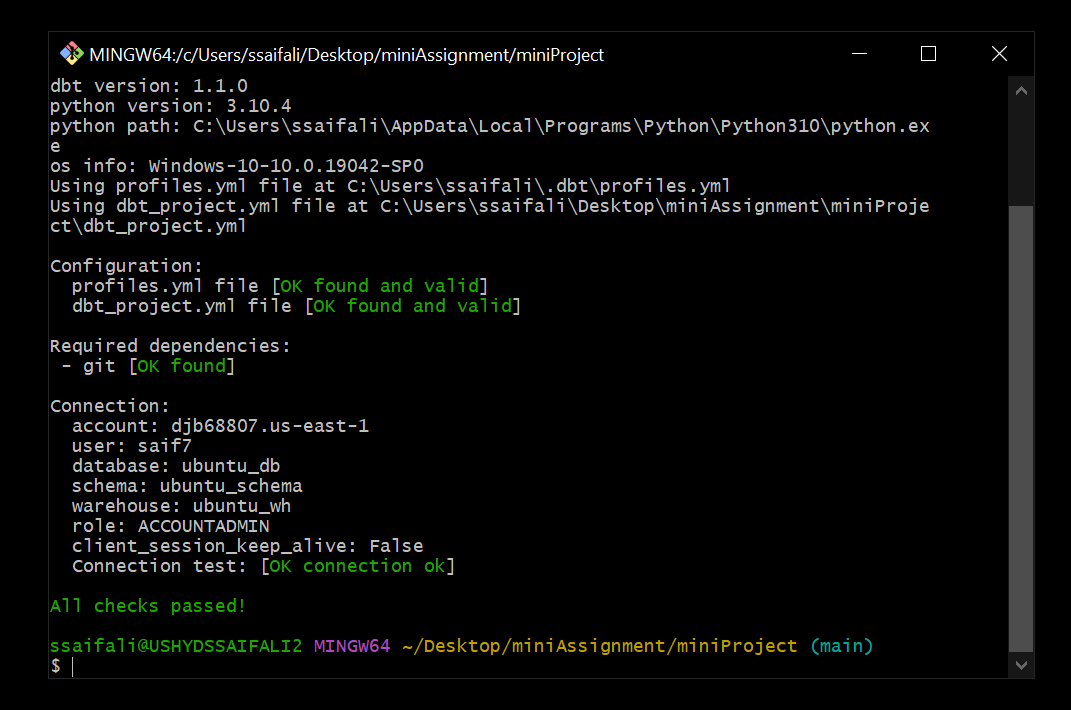 MINGW64:/c/Users/ssaifali/Desktop/miniAssignment/miniProject
dbt version: 1.1.0
python version: 3.10.4
python path: C:\Users\ssaifali\AppData\Local\Programs\Python\Python310\python.ex
e
os info: Windows-10-10.0.19042-SP0
Using profiles.yml file at C:\Users\ssaifali\.dbt\profiles.yml
Using dbt_project.yml file at C:\Users\ssaifali\Desktop\miniAssignment\miniProje
ct\dbt_project.yml
Configuration:
  profiles.yml file [OK found and valid]
  dbt_project.yml file [OK found and valid]
Required dependencies:
 - git [OK found]
Connection:
  account: djb68807.us-east-1
  user: saif7
  database: ubuntu_db
  schema: ubuntu_schema
  warehouse: ubuntu_wh
  role: ACCOUNTADMIN
  client_session_keep_alive: False
  Connection test: [OK connection ok]
All checks passed!
ssaifali@USHYDSSAIFALI2 MINGW64 ~/Desktop/miniAssignment/miniProject (main)
$